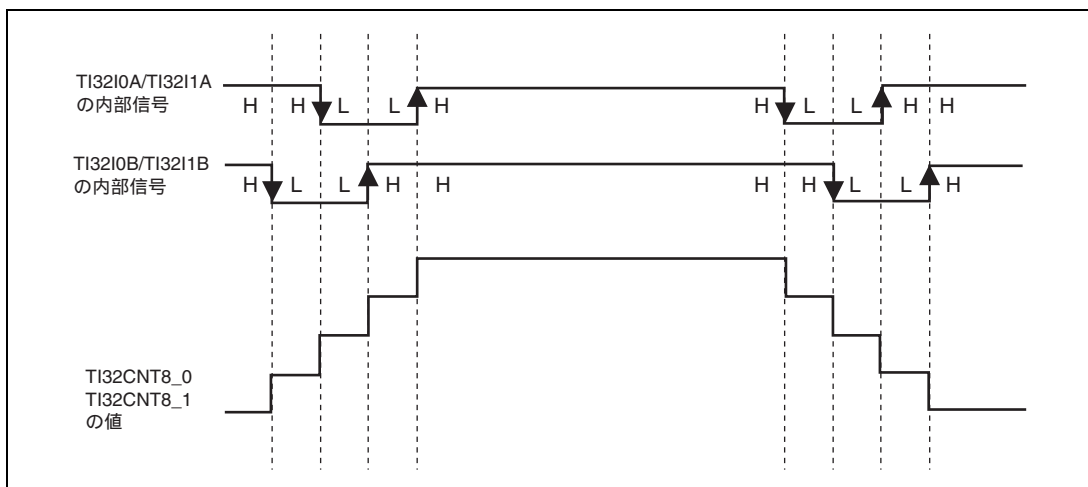 TI32I0A/TI32I1A
の内部信号
H H L L H H L L H H
TI32I0B/TI32I1B
の内部信号
H L L H H H H L L H
TI32CNT8_0
TI32CNT8_1
の値